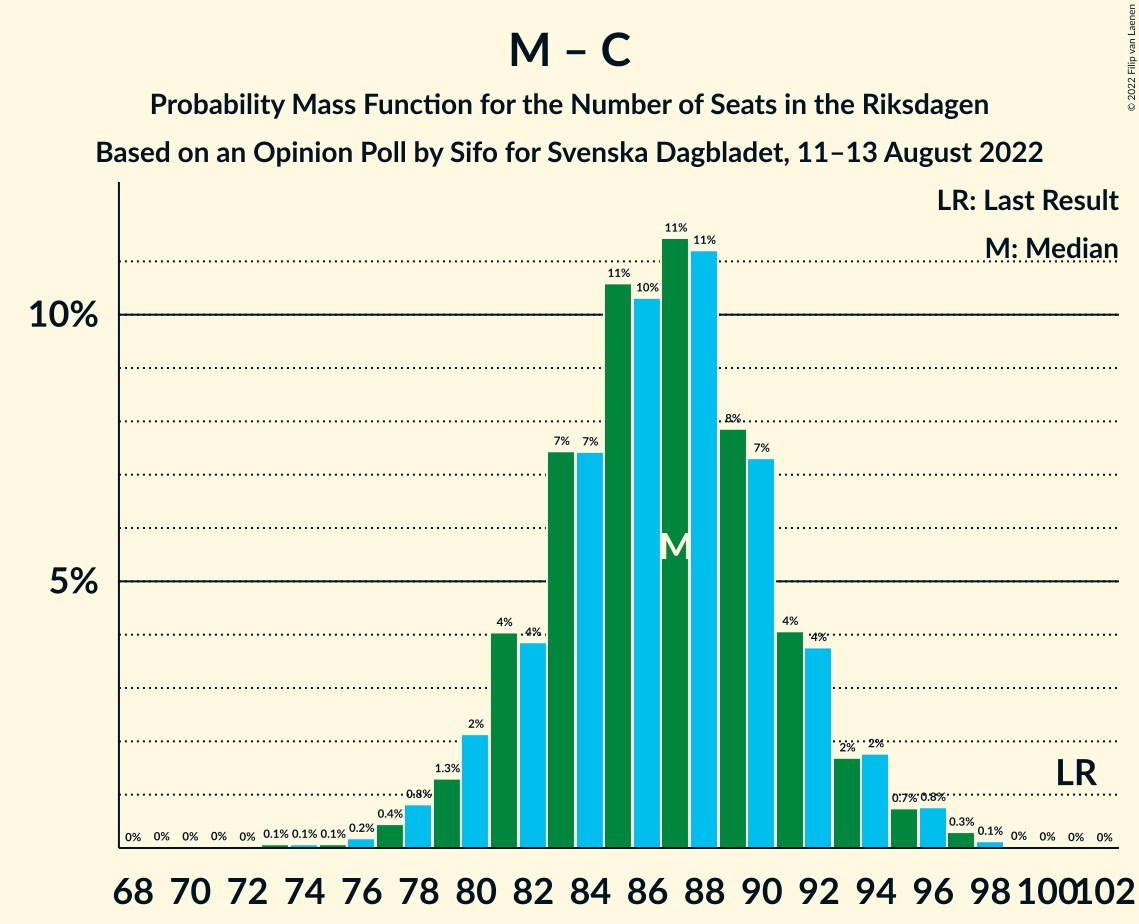 M – C
Probability Mass Function for the Number of Seats in the Riksdagen
Based on an Opinion Poll by Sifo for Svenska Dagbladet, 11–13 August 2022
© 2022 Filip van Laenen
LR: Last Result
M: Median
10%
5%
0% 0% 0% 0% 0% 0.1% 0.1% 0.1% 0.2% 0.4% 0.8% 1.3% 2% 4% 4% 7% 7% 11% 10% 11% 11% 8% 7% 4% 4% 2% 2% 0.7% 0.8% 0.3% 0.1% 0% 0% 0% 0%
M
LR
68 70 72 74 76 78 80 82 84 86 88 90 92 94 96 98 100 102